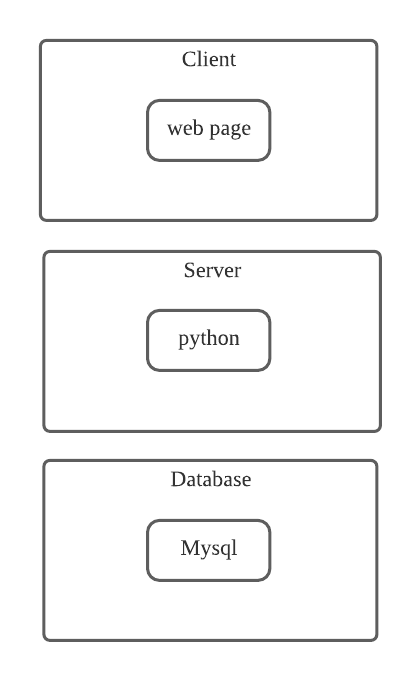 Client
web page
Server
python
Database
Mysql